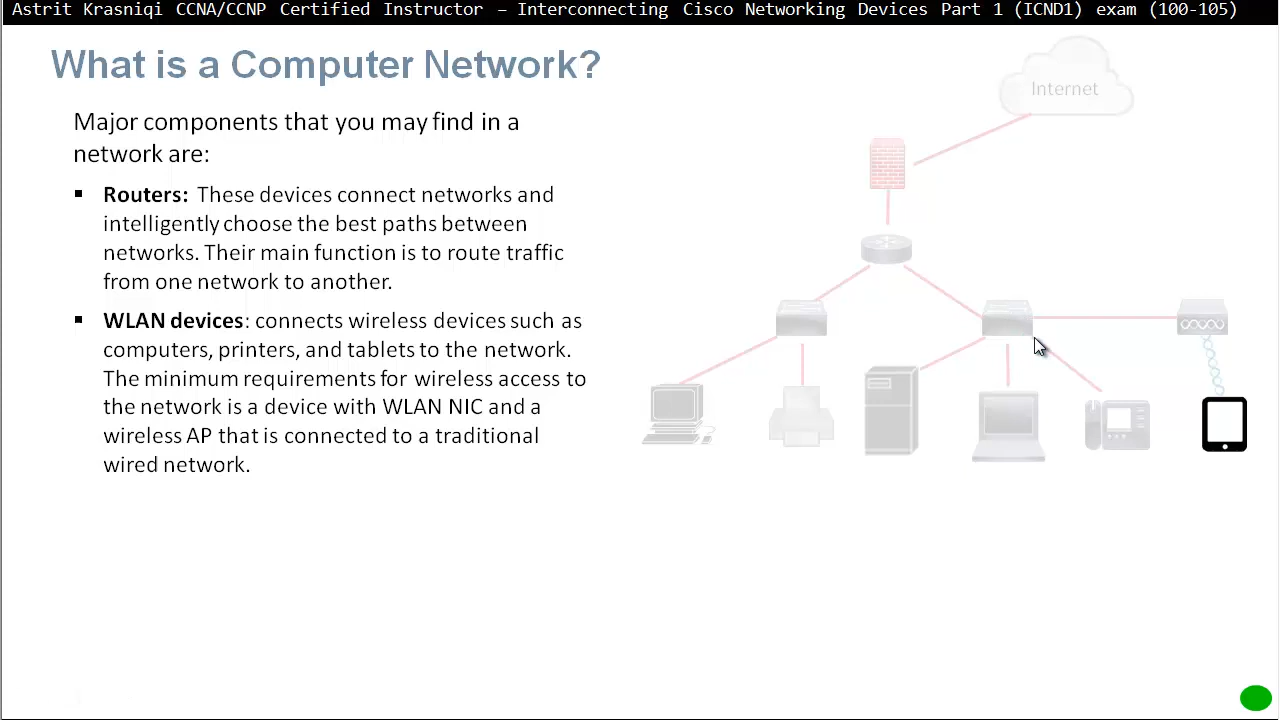 Astrit Krasniqi CCNA/CCNP Certified Instructor – Interconnecting Cisco Networking Devices Part 1 (ICND1) exam (100-105)
What is a Computer Network?
Internet
Major components that you may find in a
network are:
▪ Routers: These devices connect networks and
intelligently choose the best paths between
networks. Their main function is to route traffic
from one network to another.
▪ WLAN devices: connects wireless devices such as
computers, printers, and tablets to the network.
The minimum requirements for wireless access to
the network is a device with WLAN NIC and a
wireless AP that is connected to a traditional
wired network.